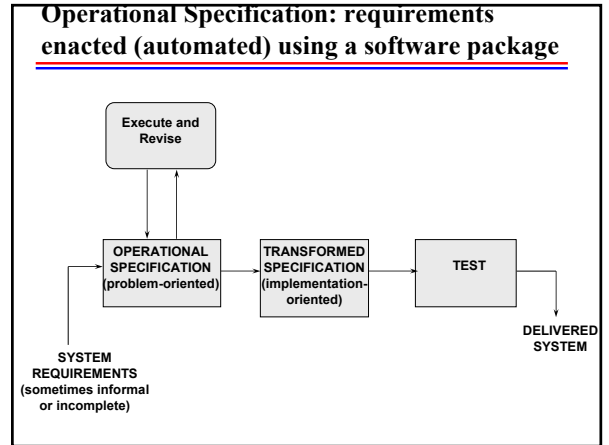 Operational Specification: requirements
enacted (automated) using a software package
Execute and
Revise
OPERATIONAL
SPECIFICATION
(problem-oriented)
TRANSFORMED
SPECIFICATION
(implementation-
oriented)
TEST
DELIVERED
SYSTEM
SYSTEM
REQUIREMENTS
(sometimes informal
or incomplete)